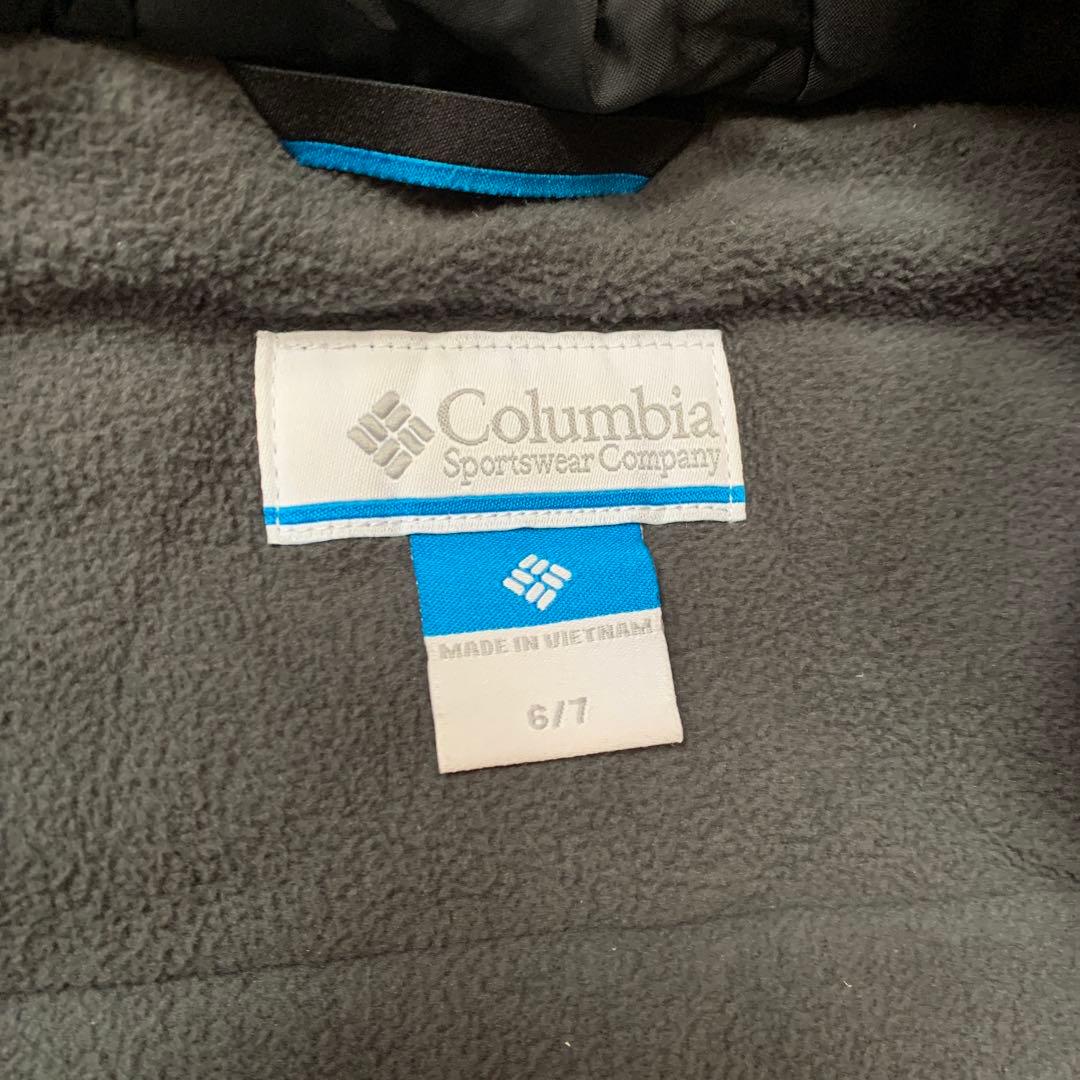 Columbia
Sportswear Company
MADE IN VIETNAM
6/7